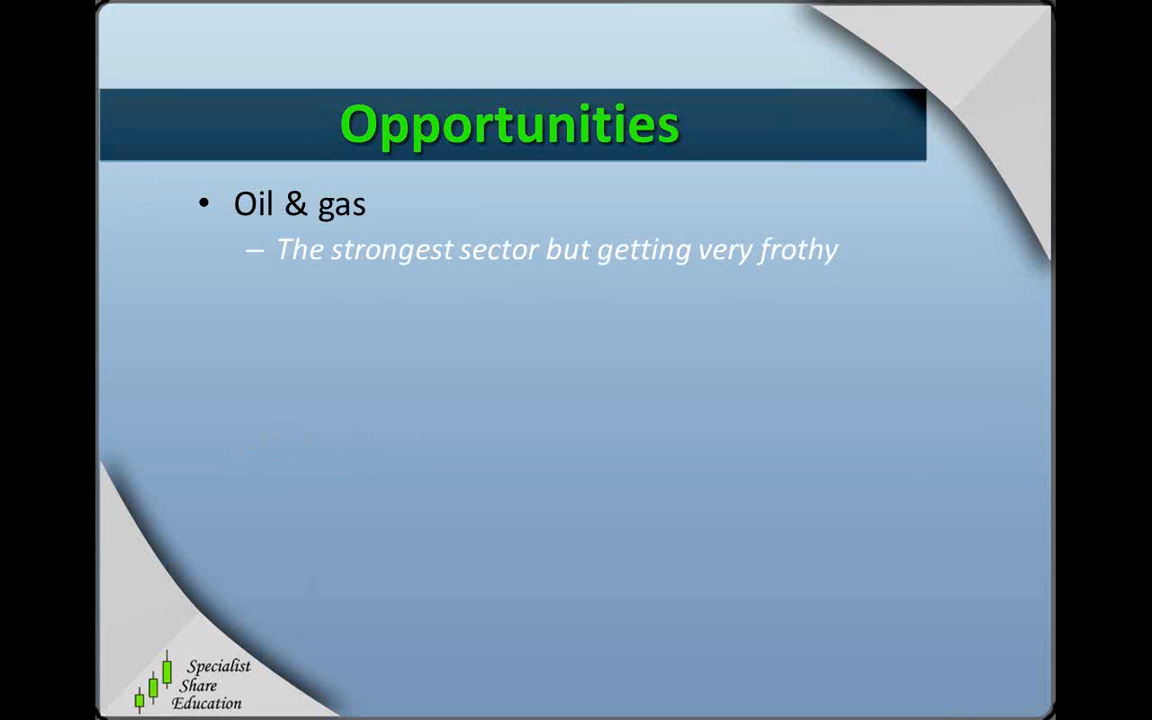 Opportunities
• Oil & gas
– The strongest sector but getting very frothy
Specialist
Share
Education